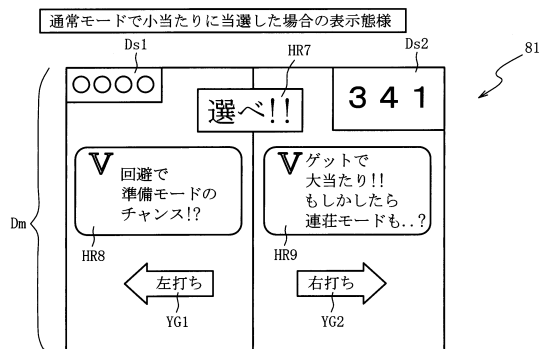 通常モードで小当たりに当選した場合の表示態様
Ds1
HR7
Ds2
81
選べ!!
3 4 1
V 回避で
準備モードの
チャンス!?
V ゲットで
大当たり!!
もしかしたら
連荘モードも..?
Dm
HR8
HR9
左打ち
右打ち
YG1
YG2